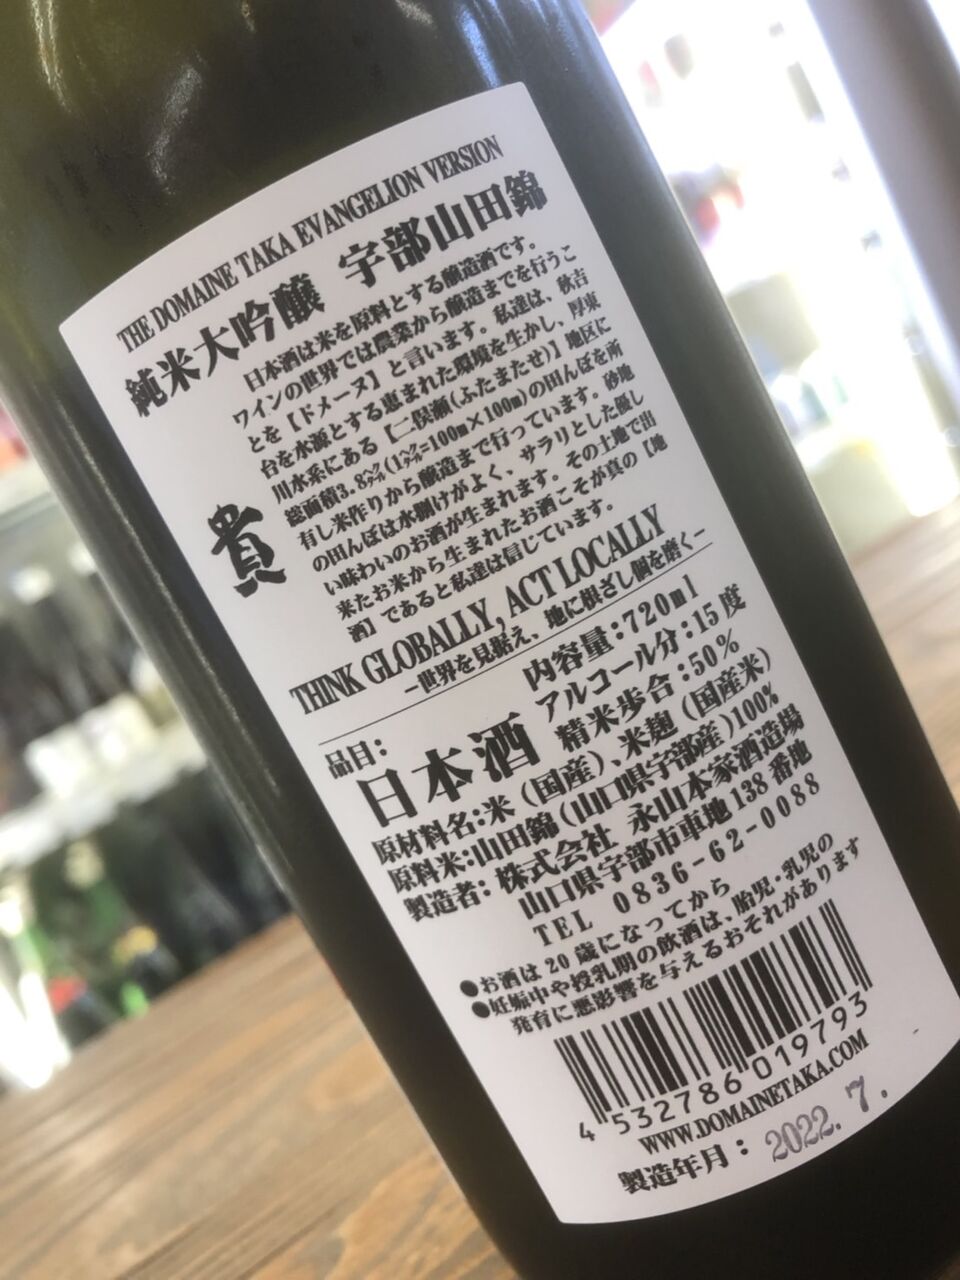 THE DOMAINE TAKA EVANGELION VERSION
純米大吟醸 宇部山田錦
日本酒は米を原料とする醸造酒です。
ワインの世界では農業から醸造までを行うこ
とを【ドメーヌ】と言います。私達は、秋吉
台を水源とする恵まれた環境を生かし、厚東
川水系にある【二俣瀬(ふたまたせ)】地区に
総面積3.8㌶(1㌶=100m×100m)の田んぼを所
有し米作りから醸造まで行っています。砂地
の田んぼは水捌けがよく、サラリとした優し
い味わいのお酒が生まれます。その土地で出
来たお米から生まれたお酒こそが真の【地
酒】であると私達は信じています。
貴
THINK GLOBALLY, ACT LOCALLY
-世界を見据え、地に根ざし個を磨く-
内容量:720ml
アルコール分:15度
精米歩合:50%
品目:
日本酒
原材料名:米(国産)、米麹(国産米)
原料米:山田錦(山口県宇部産)100%
製造者:株式会社 永山本家酒造場
山口県宇部市車地138番地
TEL 0836-62-0088
●お酒は20歳になってから
●妊娠中や授乳期の飲酒は、胎児・乳児の
発育に悪影響を与えるおそれがあります
4 532786 019793
WWW.DOMAINETAKA.COM
製造年月:2022.7.